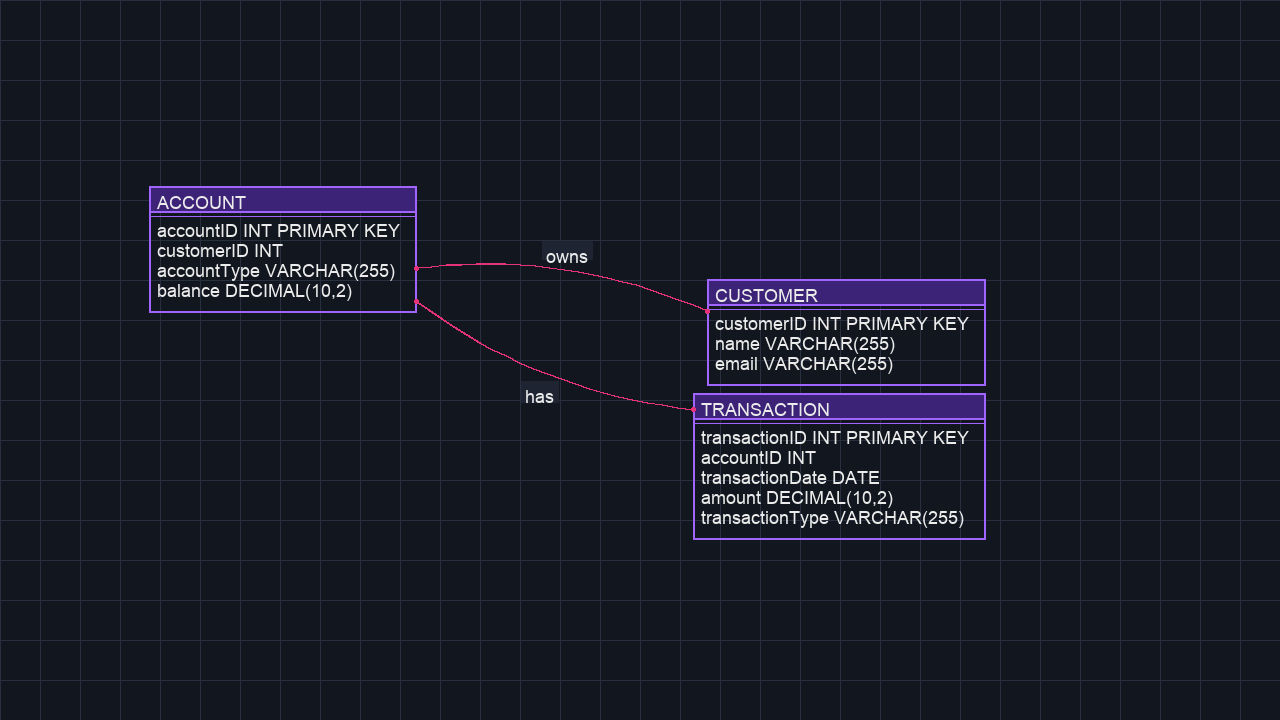 ACCOUNT
accountID INT PRIMARY KEY
customerID INT
accountType VARCHAR(255)
balance DECIMAL(10,2)
owns
has
CUSTOMER
customerID INT PRIMARY KEY
name VARCHAR(255)
email VARCHAR(255)
TRANSACTION
transactionID INT PRIMARY KEY
accountID INT
transactionDate DATE
amount DECIMAL(10,2)
transactionType VARCHAR(255)